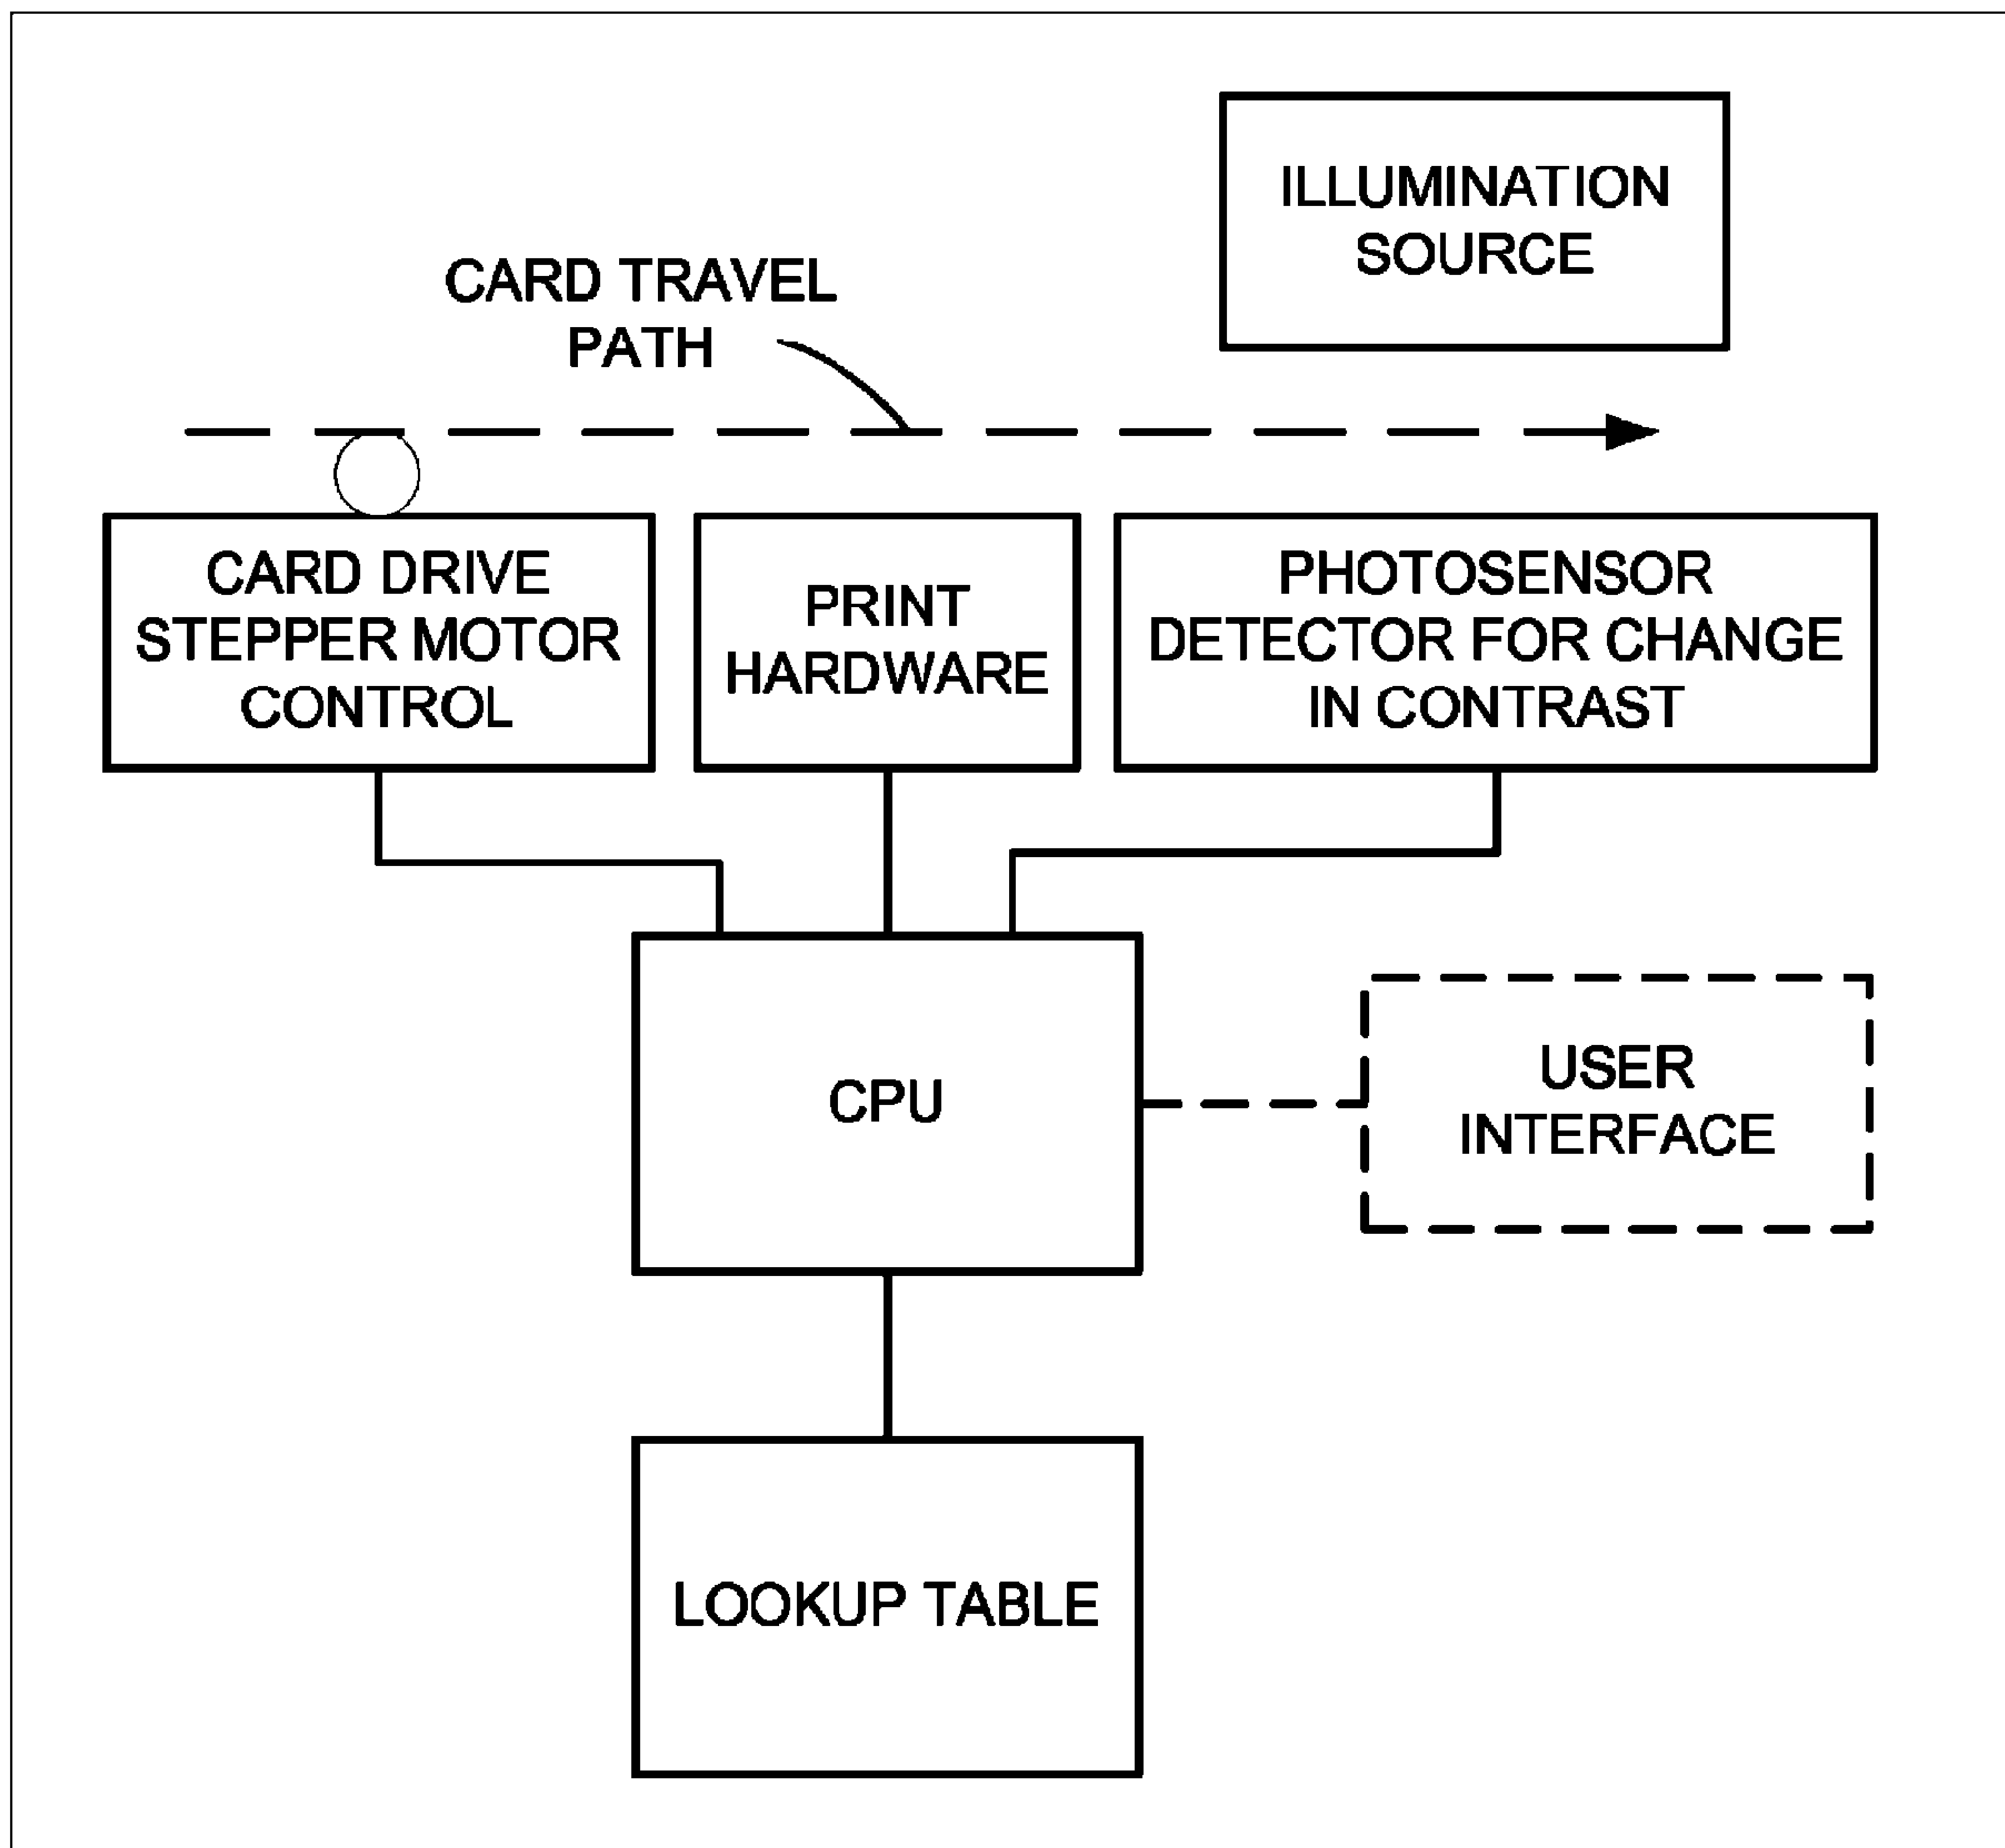 ILLUMINATION
SOURCE
CARD TRAVEL
PATH
CARD DRIVE
STEPPER MOTOR
CONTROL
PRINT
HARDWARE
PHOTOSENSOR
DETECTOR FOR CHANGE
IN CONTRAST
CPU
USER
INTERFACE
LOOKUP TABLE